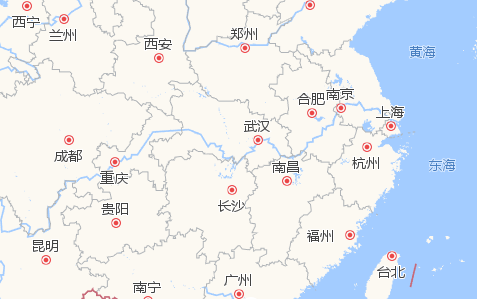 西宁
兰州
西安
郑州
黄海
合肥
南京
上海
武汉
成都
重庆
南昌
杭州
东海
长沙
贵阳
福州
昆明
台北
南宁
广州